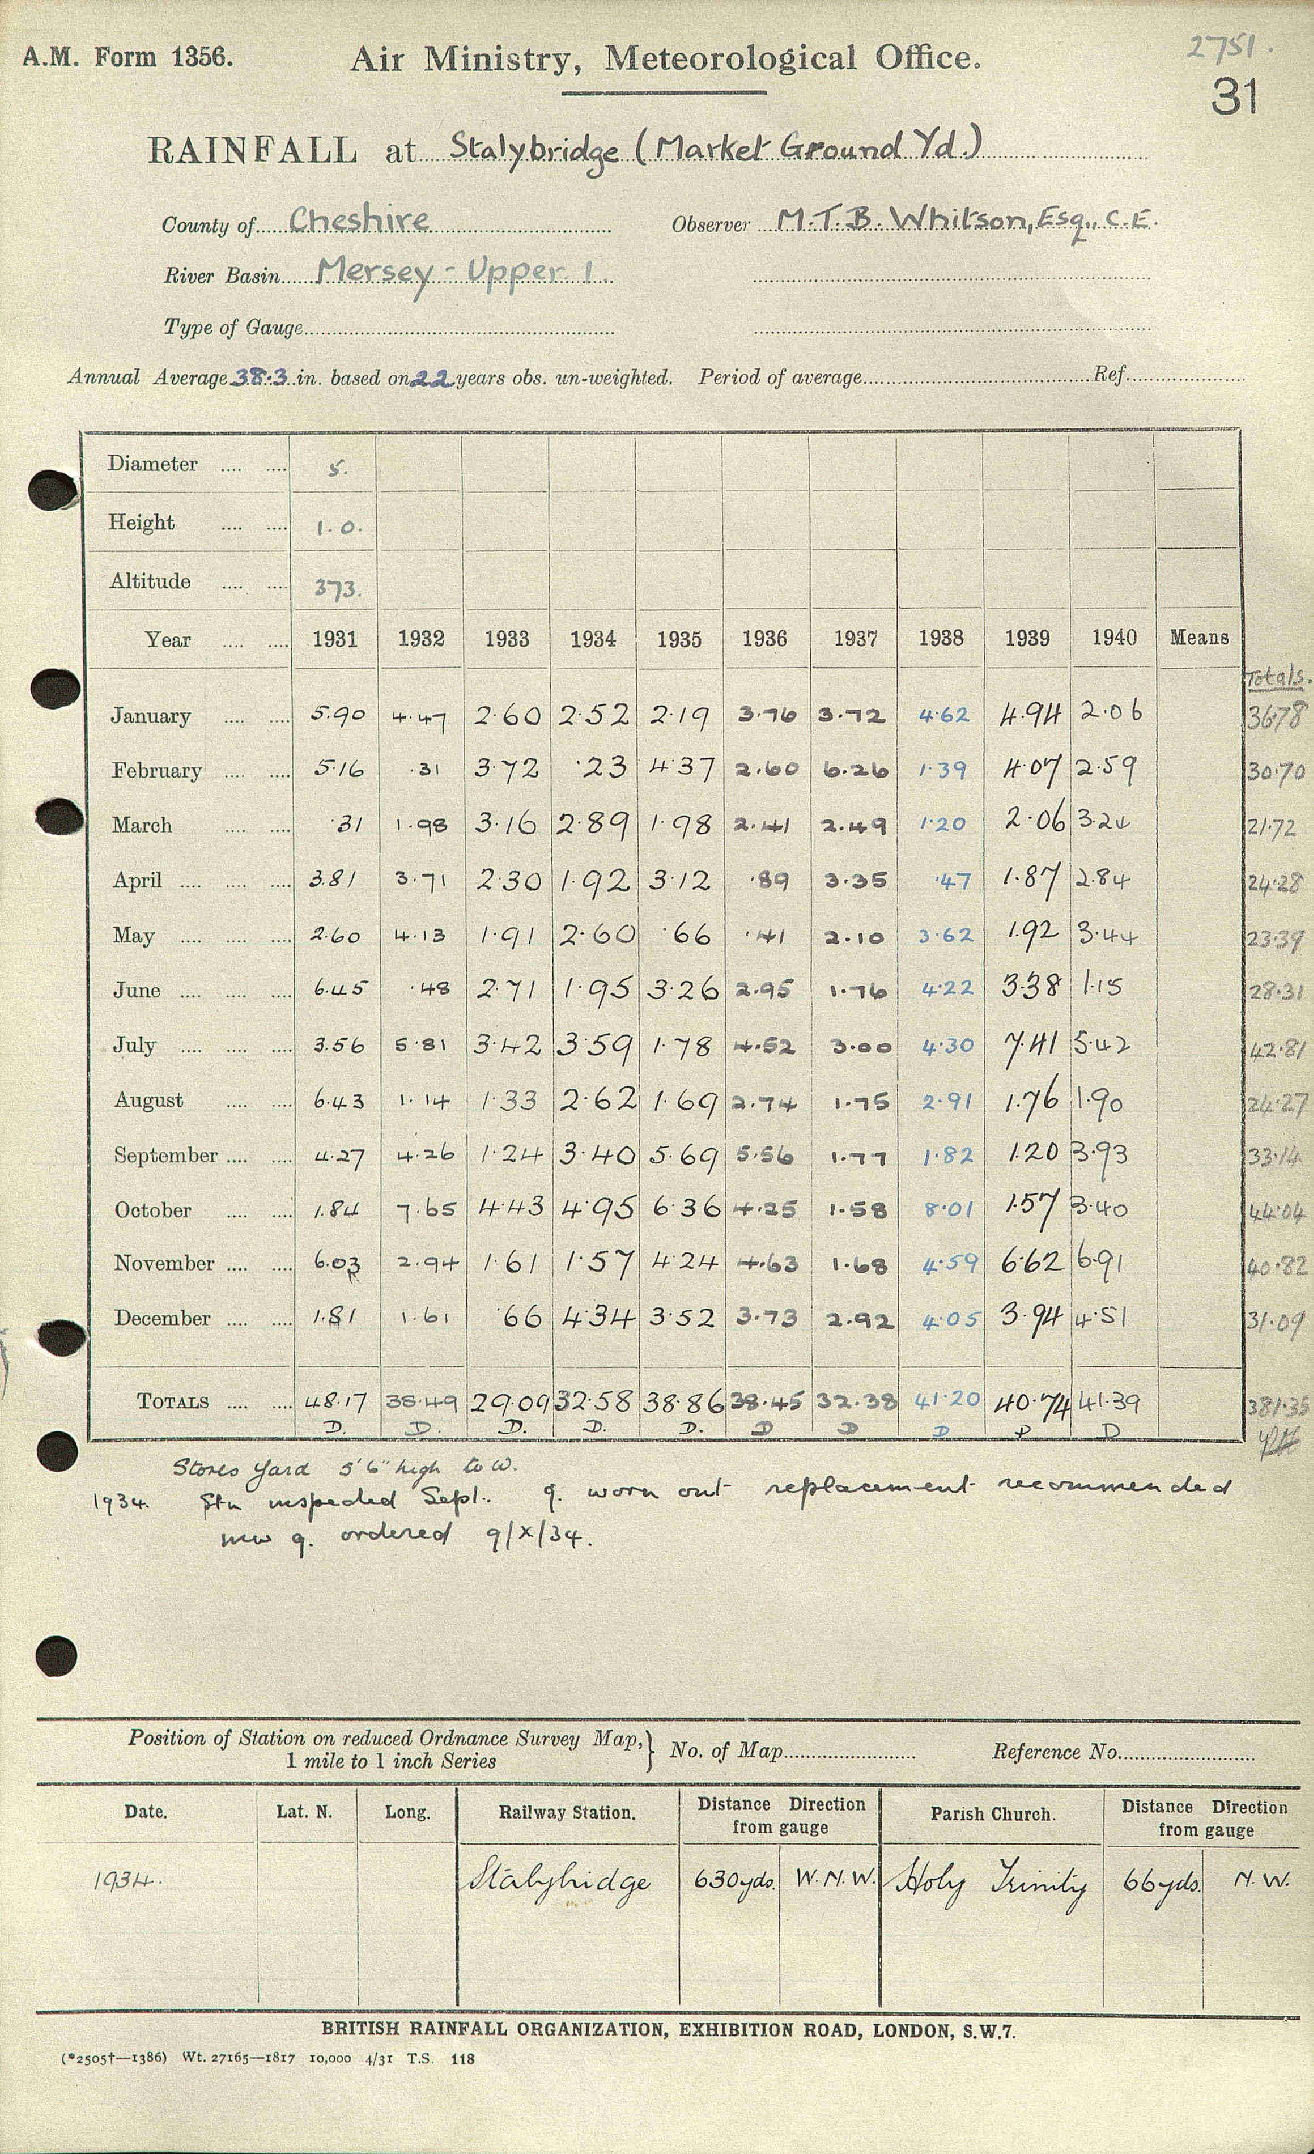 2751.
A.M. Form 1356. Air Ministry, Meteorological Office.
31
RAINFALL at Stalybridge (Market Ground Yd.)
County of Cheshire Observer M.T.B. Whitson, Esq., C.E.
River Basin Mersey - Upper 1.
Type of Gauge
Annual Average 38.3 in. based on 22 years obs. un-weighted. Period of average Ref.
Diameter 5.
Height 1.0.
Altitude 373.
Year 1931 1932 1933 1934 1935 1936 1937 1938 1939 1940 Means
Totals.
January 5.90 4.47 2.60 2.52 2.19 3.76 3.72 4.62 4.94 2.06 36.78
February 5.16 .31 3.72 .23 4.37 2.60 6.26 1.39 4.07 2.59 30.70
March .31 1.98 3.16 2.89 1.98 2.41 2.49 1.20 2.06 3.24 21.72
April 3.81 3.71 2.30 1.92 3.12 .89 3.35 .47 1.87 2.84 24.28
May 2.60 4.13 1.91 2.60 .66 .41 2.10 3.62 1.92 3.44 23.39
June 6.45 .48 2.71 1.95 3.26 2.95 1.76 4.22 3.38 1.15 28.31
July 3.56 5.81 3.42 3.59 1.78 4.52 3.00 4.30 7.41 5.42 42.81
August 6.43 1.14 1.33 2.62 1.69 2.74 1.75 2.91 1.76 1.90 24.27
September 4.27 4.26 1.24 3.40 5.69 5.56 1.77 1.82 1.20 3.93 33.14
October 1.84 7.65 4.43 4.95 6.36 4.25 1.58 8.01 1.57 3.40 44.04
November 6.03 2.94 1.61 1.57 4.24 4.63 1.68 4.59 6.62 6.91 40.82
December 1.81 1.61 .66 4.34 3.52 3.73 2.92 4.05 3.94 4.51 31.09
TOTALS 48.17 38.49 29.09 32.58 38.86 38.45 32.38 41.20 40.74 41.39 381.35
D. D. D. D. D. D D D D D
Stores Yard 5'6" high to W.
1934. Stn inspected Sept. g. worn out replacement recommended
new g. ordered 9/X/34.
Position of Station on reduced Ordnance Survey Map,
1 mile to 1 inch Series } No. of Map Reference No.
Date. Lat. N. Long. Railway Station. Distance Direction from gauge Parish Church. Distance Direction from gauge
1934. Stalybridge 630yds. W.N.W. Holy Trinity 66yds. N.W.
BRITISH RAINFALL ORGANIZATION, EXHIBITION ROAD, LONDON, S.W.7.
(*2505†—1386) Wt. 27165—1817 10,000 4/31 T.S. 118